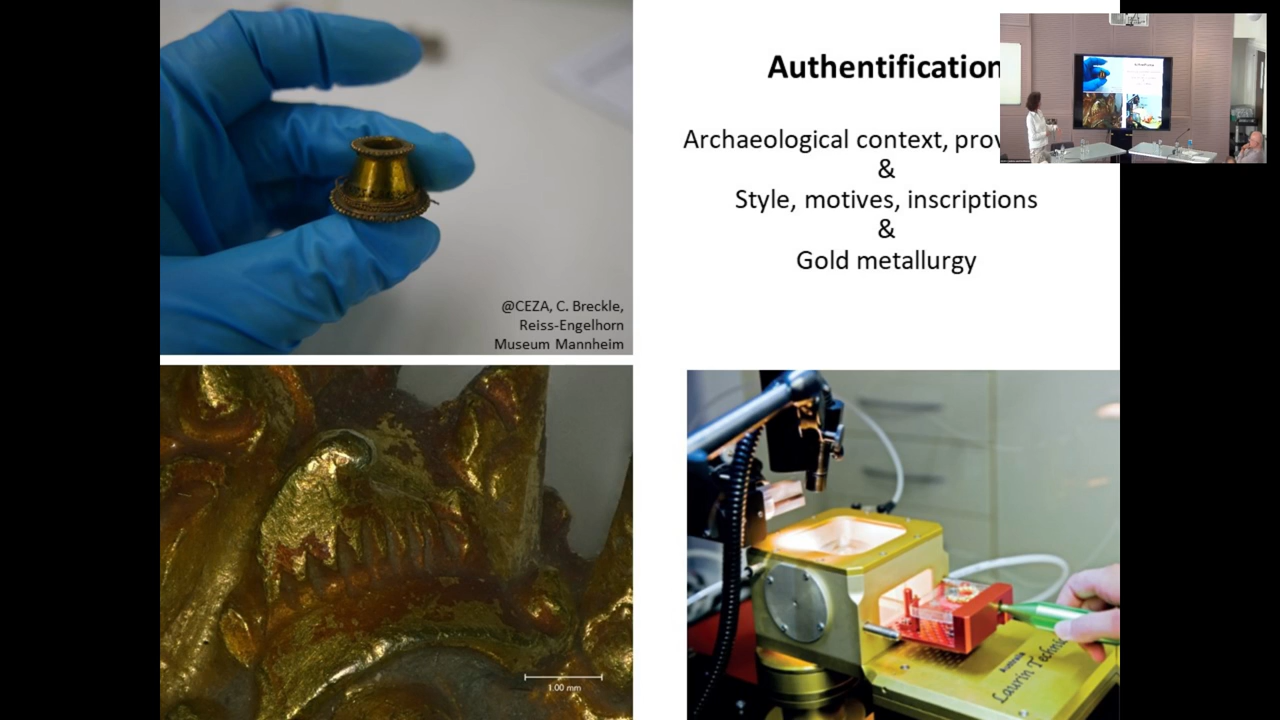 Authentification
Archaeological context,
&
Style, motives, inscriptions
&
Gold metallurgy
@CEZA, C. Breckle,
Reiss-Engelhorn
Museum Mannheim
1.00 mm
Australia
Laurin Technic